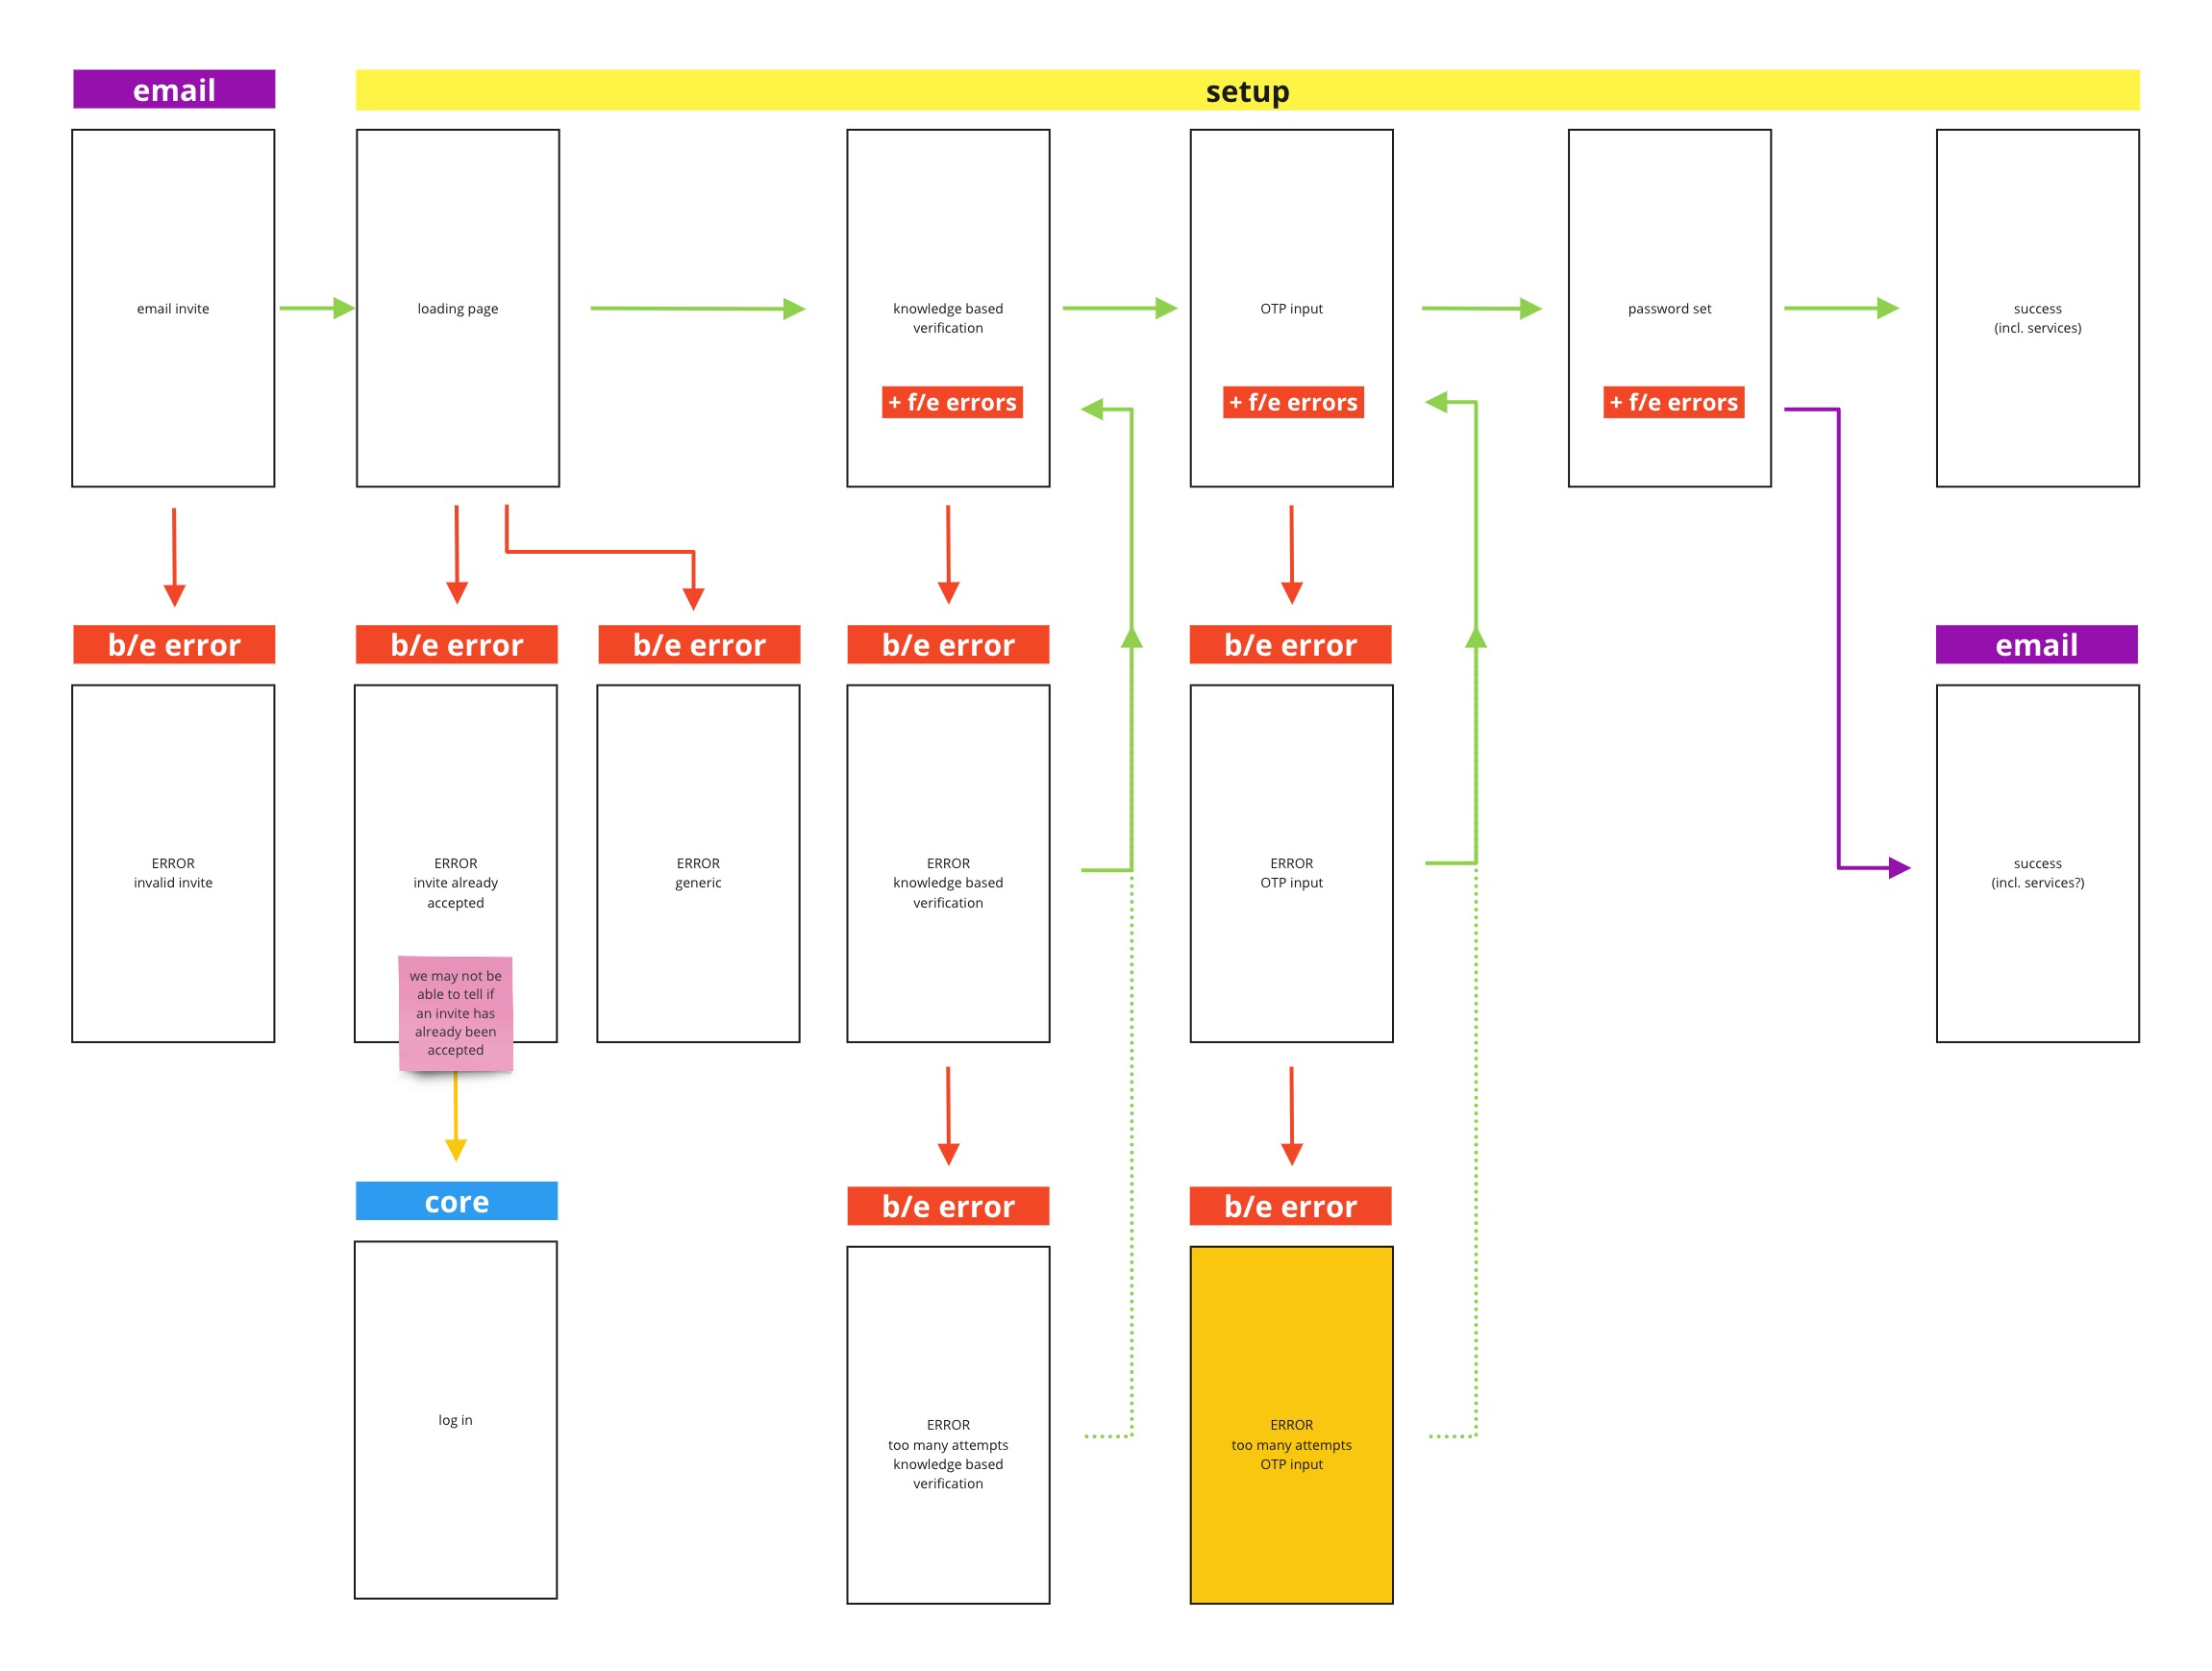 email
setup
email invite
loading page
knowledge based
verification
+ f/e errors
OTP input
+ f/e errors
password set
+ f/e errors
success
(incl. services)
b/e error
b/e error
b/e error
b/e error
b/e error
email
ERROR
invalid invite
ERROR
invite already
accepted
we may not be
able to tell if
an invite has
already been
accepted
ERROR
generic
ERROR
knowledge based
verification
ERROR
OTP input
success
(incl. services?)
core
b/e error
b/e error
log in
ERROR
too many attempts
knowledge based
verification
ERROR
too many attempts
OTP input